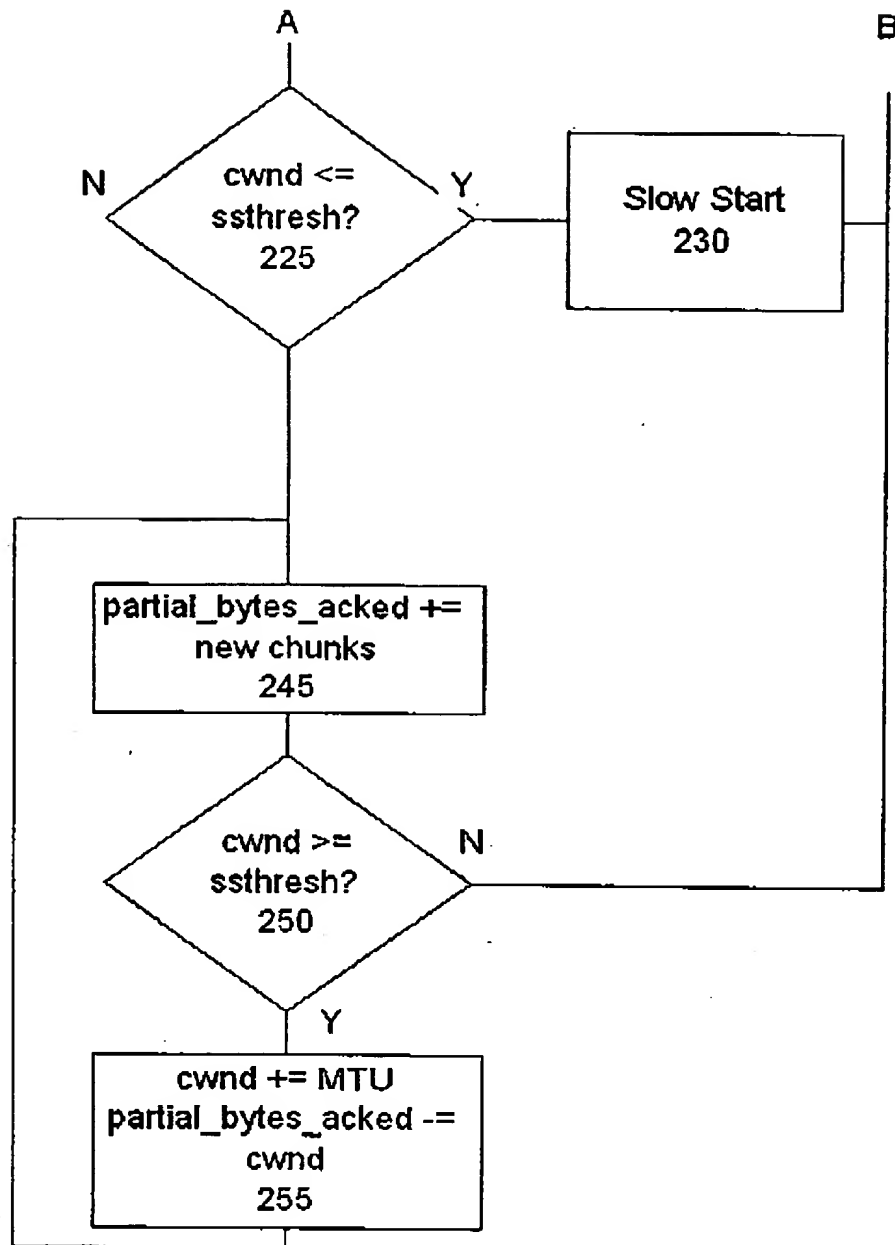 A
B
N
cwnd <=
ssthresh?
225
Y
Slow Start
230
partial_bytes_acked +=
new chunks
245
cwnd >=
ssthresh?
250
N
Y
cwnd += MTU
partial_bytes_acked -=
cwnd
255